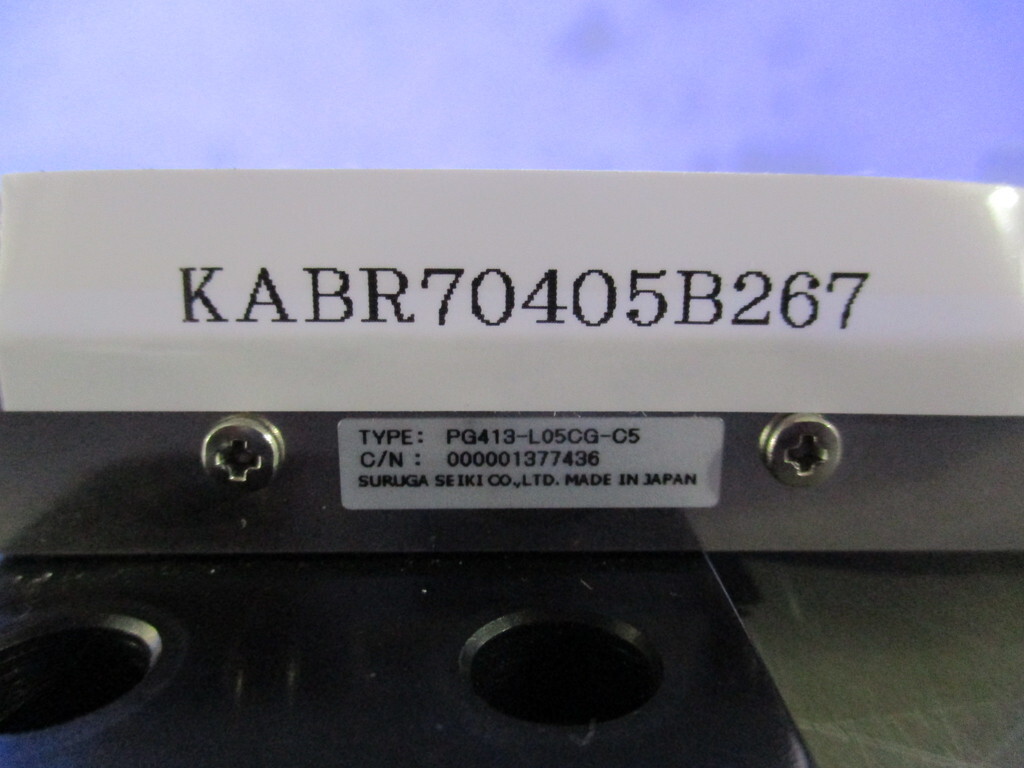 KABR70405B267
TYPE: PG413-L05CG-C5
C/N : 000001377436
SURUGA SEIKI CO.,LTD. MADE IN JAPAN